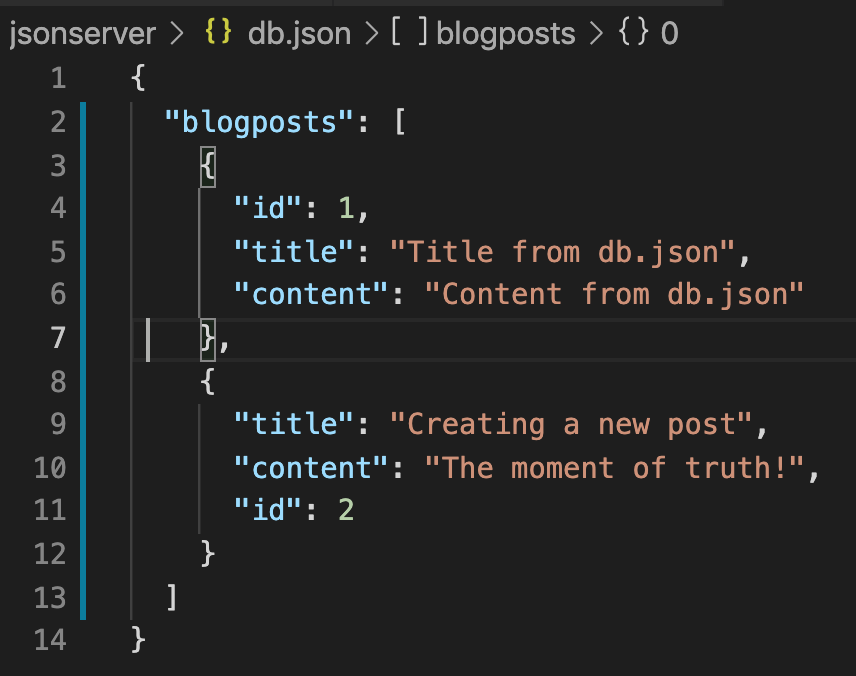 jsonserver > {} db.json > [ ] blogposts > {} 0
1 {
2 "blogposts": [
3 {
4 "id": 1,
5 "title": "Title from db.json",
6 "content": "Content from db.json"
7 },
8 {
9 "title": "Creating a new post",
10 "content": "The moment of truth!",
11 "id": 2
12 }
13 ]
14 }